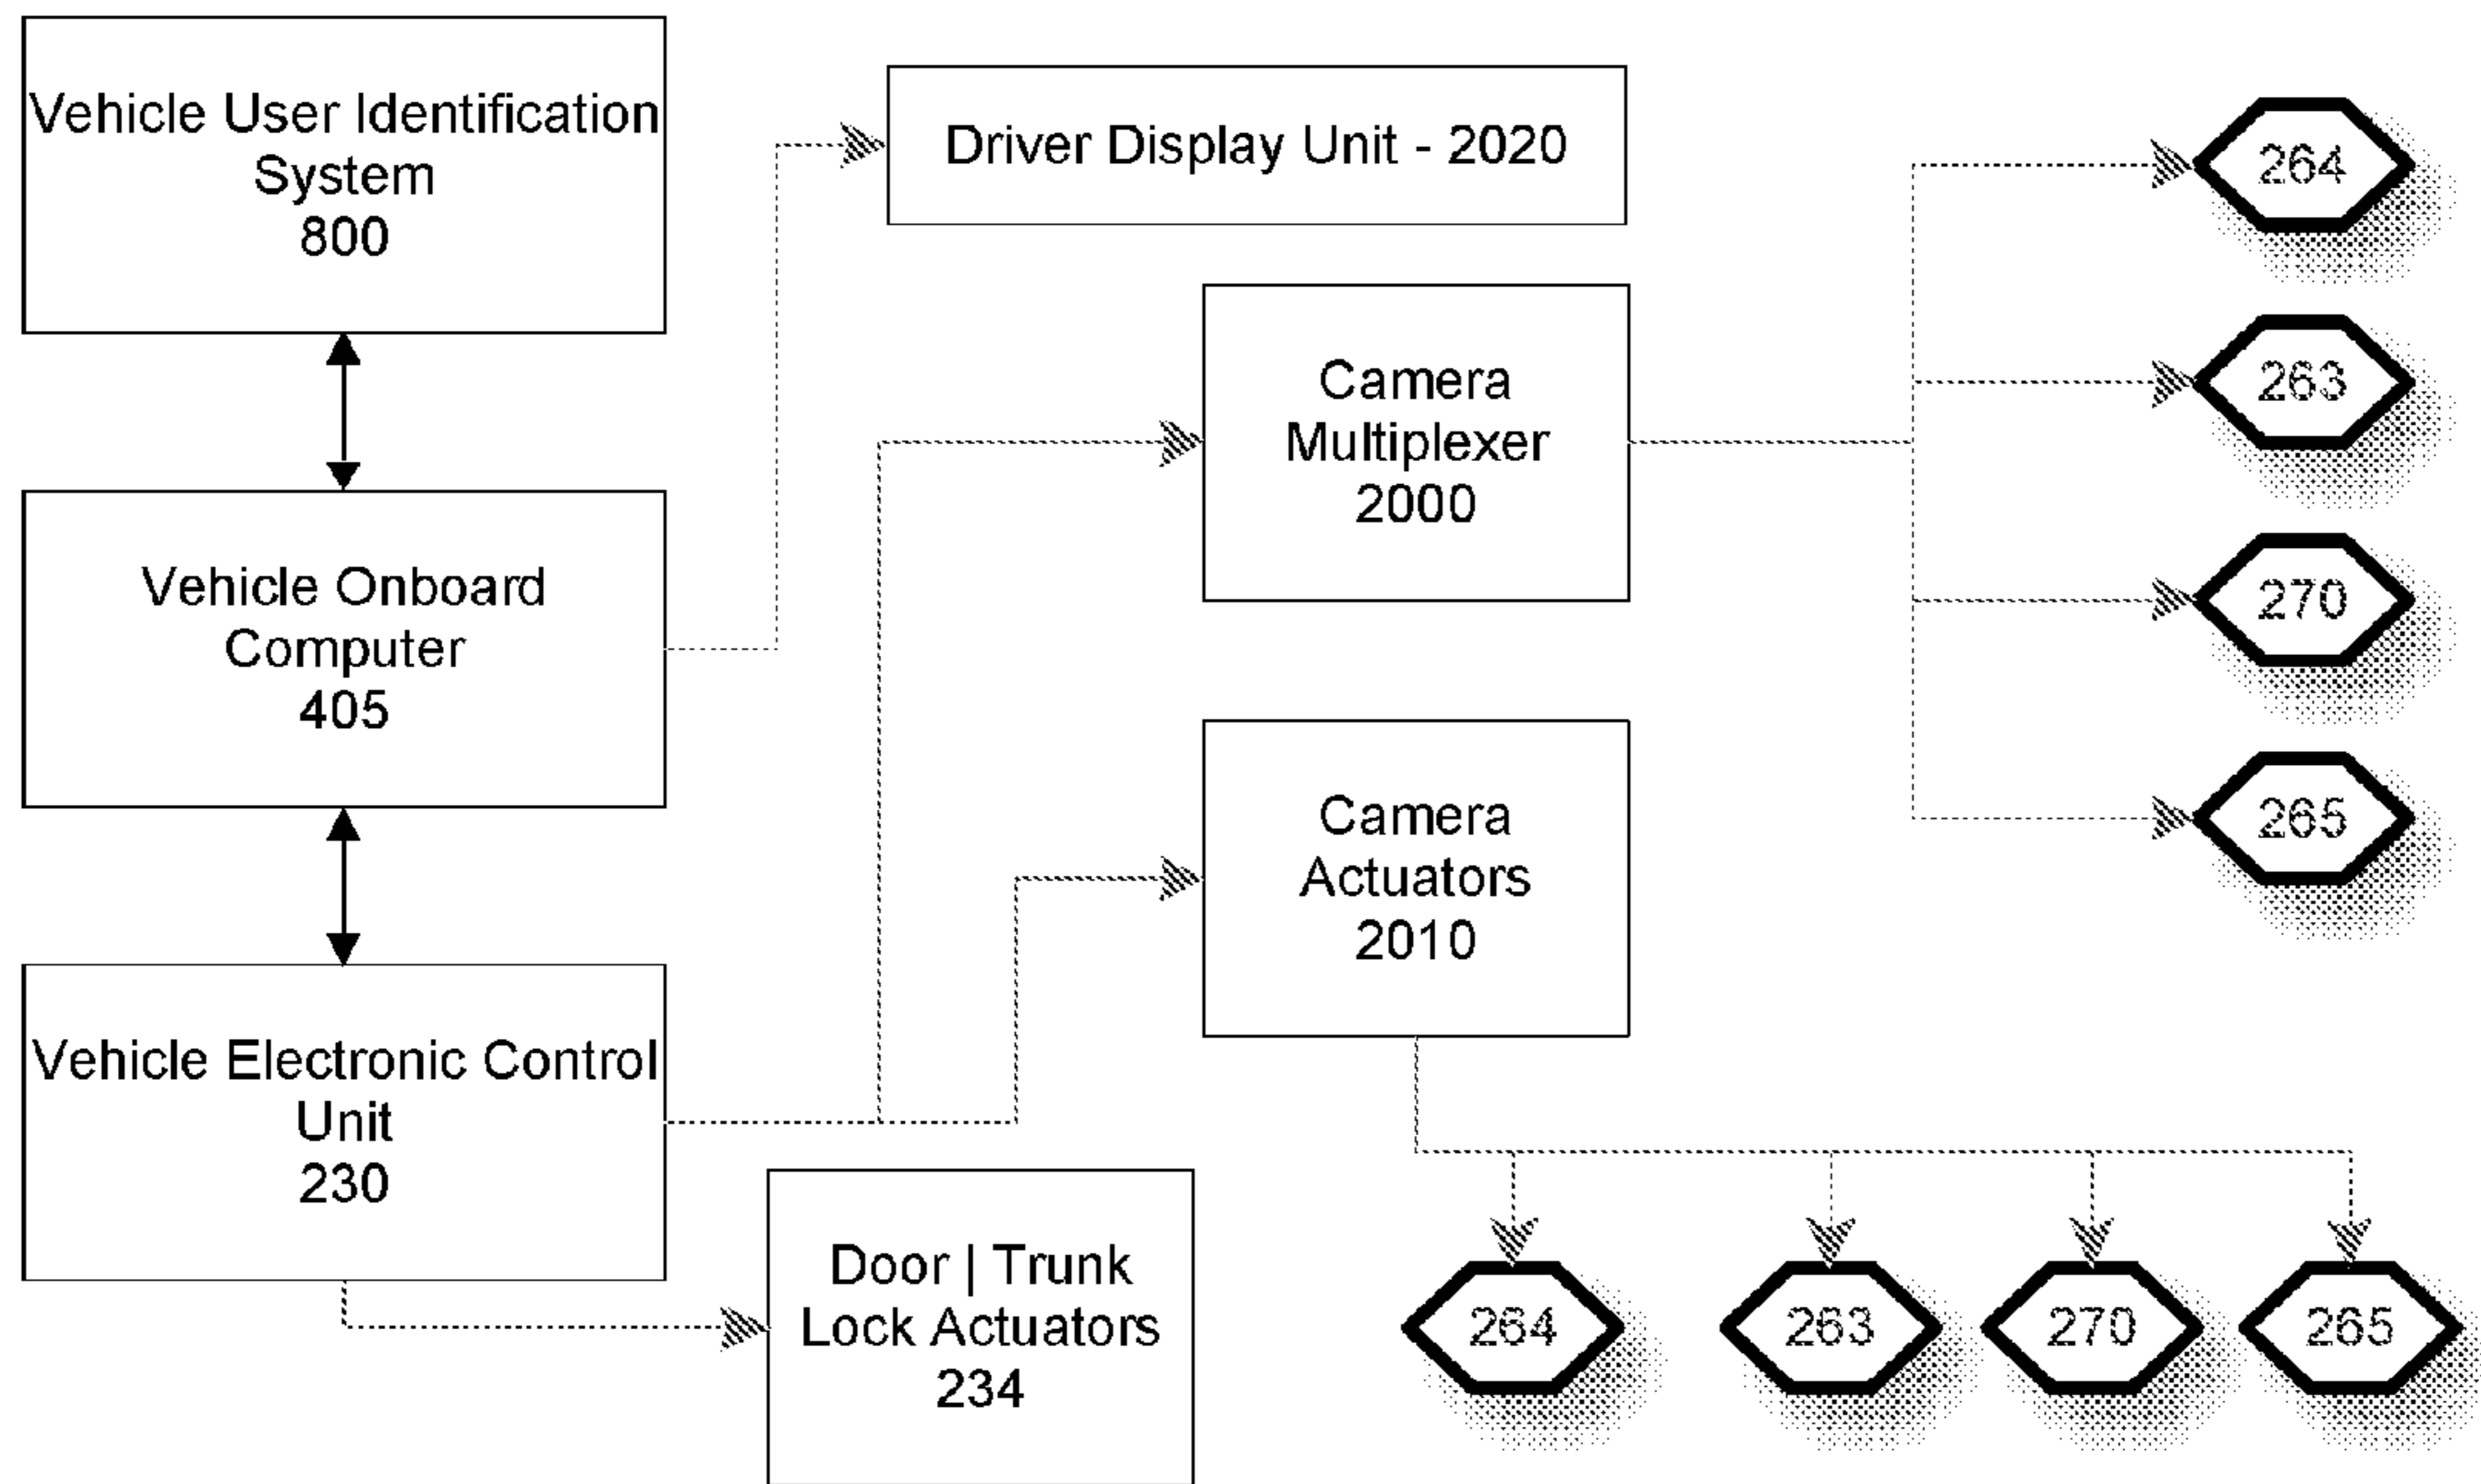 Vehicle User Identification
System
800
Driver Display Unit - 2020
264
Camera
Multiplexer
2000
263
Vehicle Onboard
Computer
405
270
265
Camera
Actuators
2010
Vehicle Electronic Control
Unit
230
Door | Trunk
Lock Actuators
234
264
263
270
265